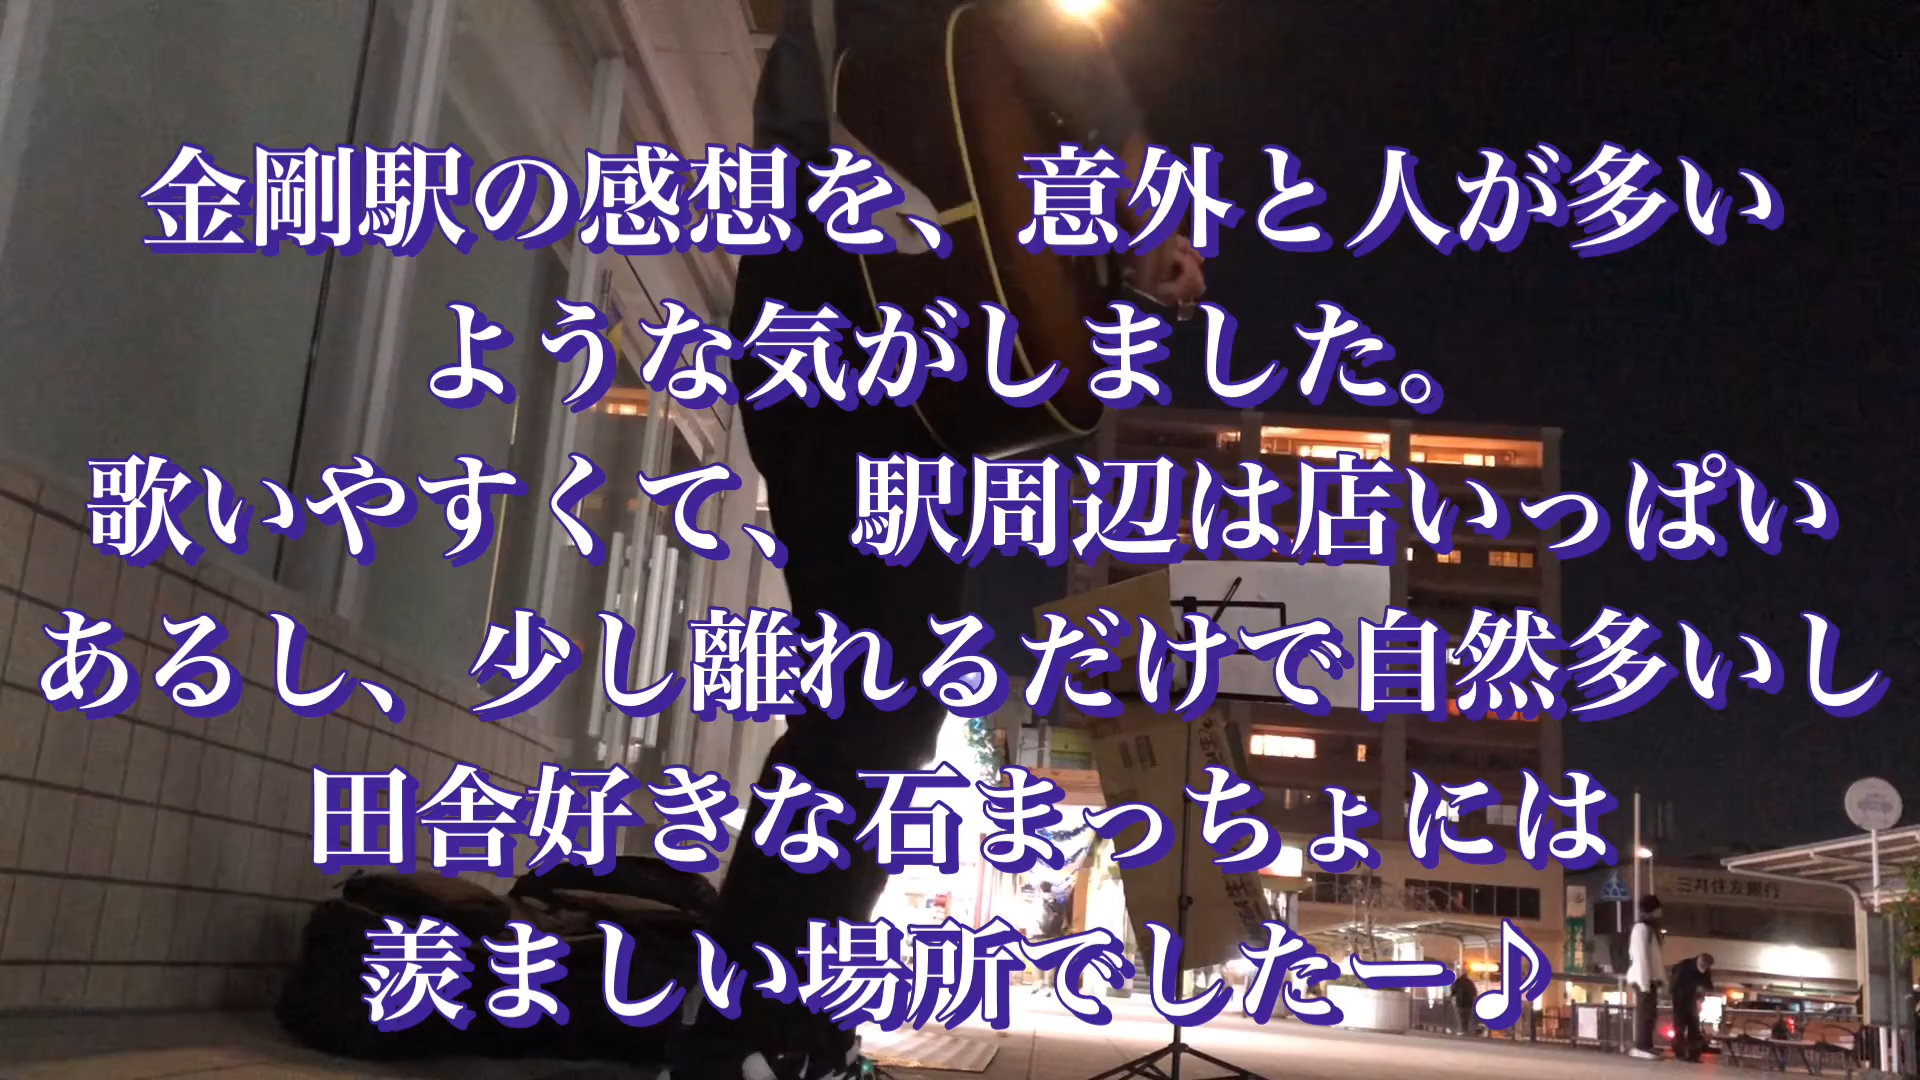 金剛駅の感想を、意外と人が多い
ような気がしました。
歌いやすくて、駅周辺は店いっぱい
あるし、少し離れるだけで自然多いし
田舎好きな石まっちょには
羨ましい場所でしたー♪
三井住友銀行